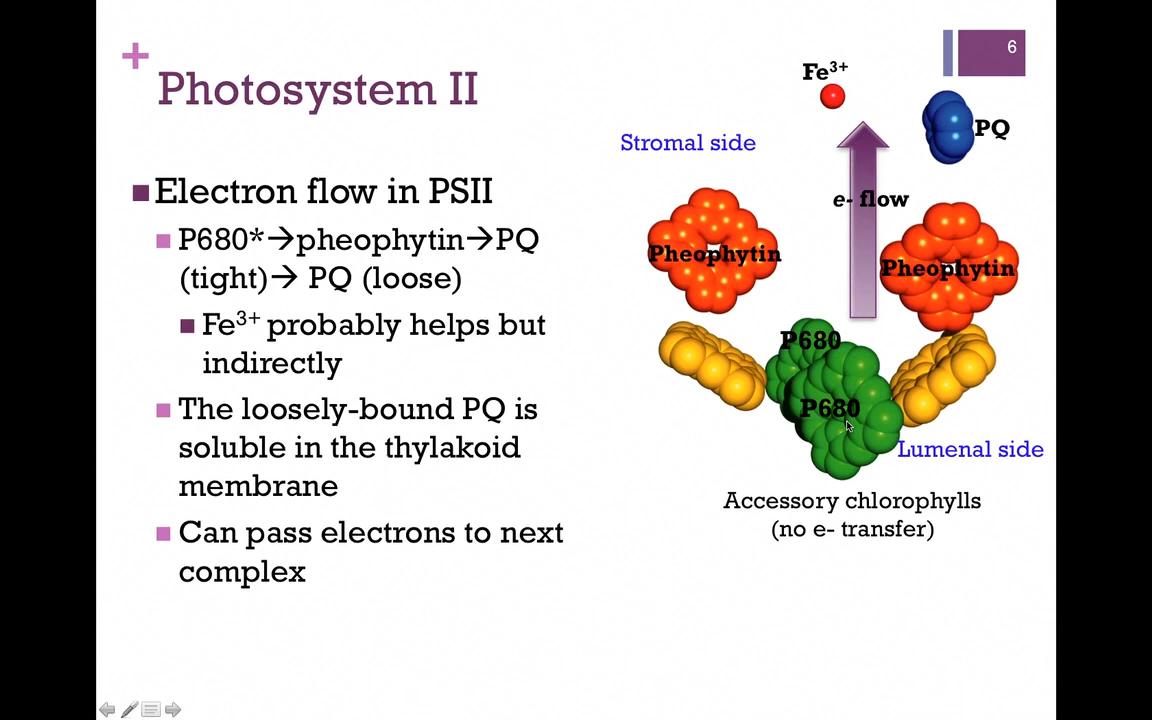 +
Photosystem II
6
Electron flow in PSII
P680*→pheophytin→PQ
(tight)→ PQ (loose)
Fe³⁺ probably helps but
indirectly
The loosely-bound PQ is
soluble in the thylakoid
membrane
Can pass electrons to next
complex
Fe³⁺
PQ
Stromal side
e- flow
Pheophytin
Pheophytin
P680
P680
Lumenal side
Accessory chlorophylls
(no e- transfer)